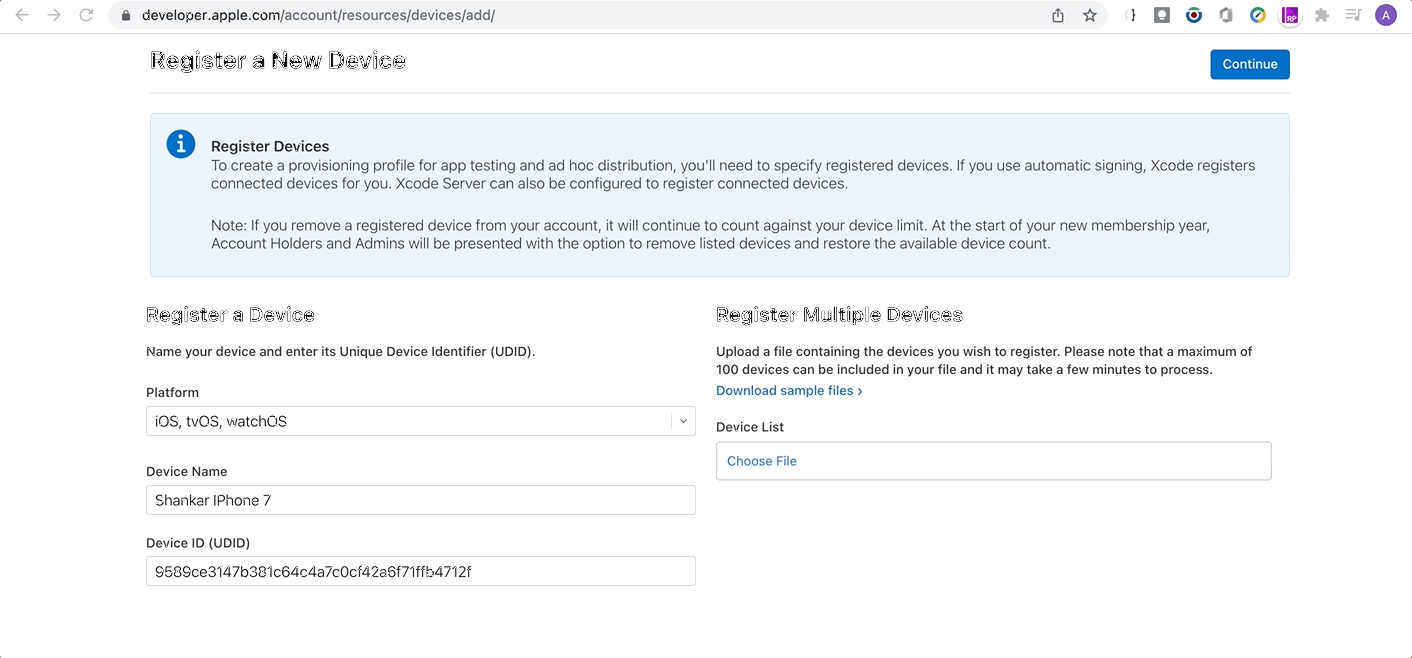 developer.apple.com/account/resources/devices/add/
A
Register a New Device
Continue
Register Devices
To create a provisioning profile for app testing and ad hoc distribution, you'll need to specify registered devices. If you use automatic signing, Xcode registers
connected devices for you. Xcode Server can also be configured to register connected devices.
Note: If you remove a registered device from your account, it will continue to count against your device limit. At the start of your new membership year,
Account Holders and Admins will be presented with the option to remove listed devices and restore the available device count.
Register a Device
Name your device and enter its Unique Device Identifier (UDID).
Platform
iOS, tvOS, watchOS
Device Name
Shankar IPhone 7
Device ID (UDID)
9589ce3147b381c64c4a7c0cf42a6f71ffb4712f
Register Multiple Devices
Upload a file containing the devices you wish to register. Please note that a maximum of
100 devices can be included in your file and it may take a few minutes to process.
Download sample files ›
Device List
Choose File